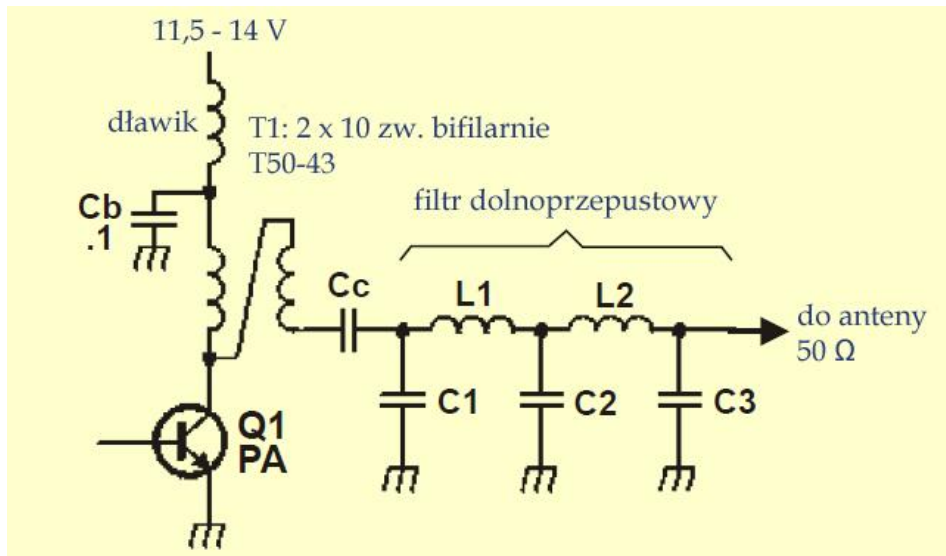 11,5 - 14 V
dławik
T1: 2 x 10 zw. bifilarnie
T50-43
Cb
.1
filtr dolnoprzepustowy
Cc
L1
L2
do anteny
50 Ω
C1
C2
C3
Q1
PA